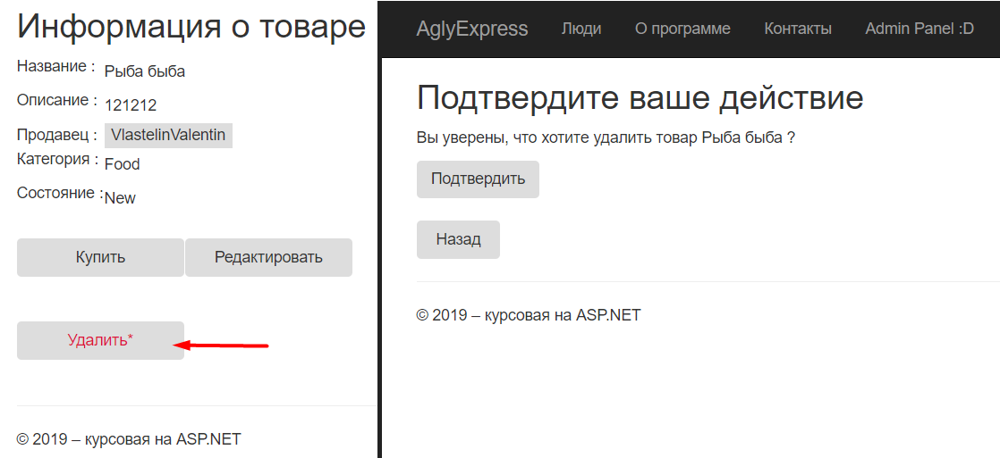 Информация о товаре
Название : Рыба быба
Описание : 121212
Продавец : VlastelinValentin
Категория : Food
Состояние : New
Купить Редактировать
Удалить*
© 2019 – курсовая на ASP.NET
AglyExpress Люди О программе Контакты Admin Panel :D
Подтвердите ваше действие
Вы уверены, что хотите удалить товар Рыба быба ?
Подтвердить
Назад
© 2019 – курсовая на ASP.NET